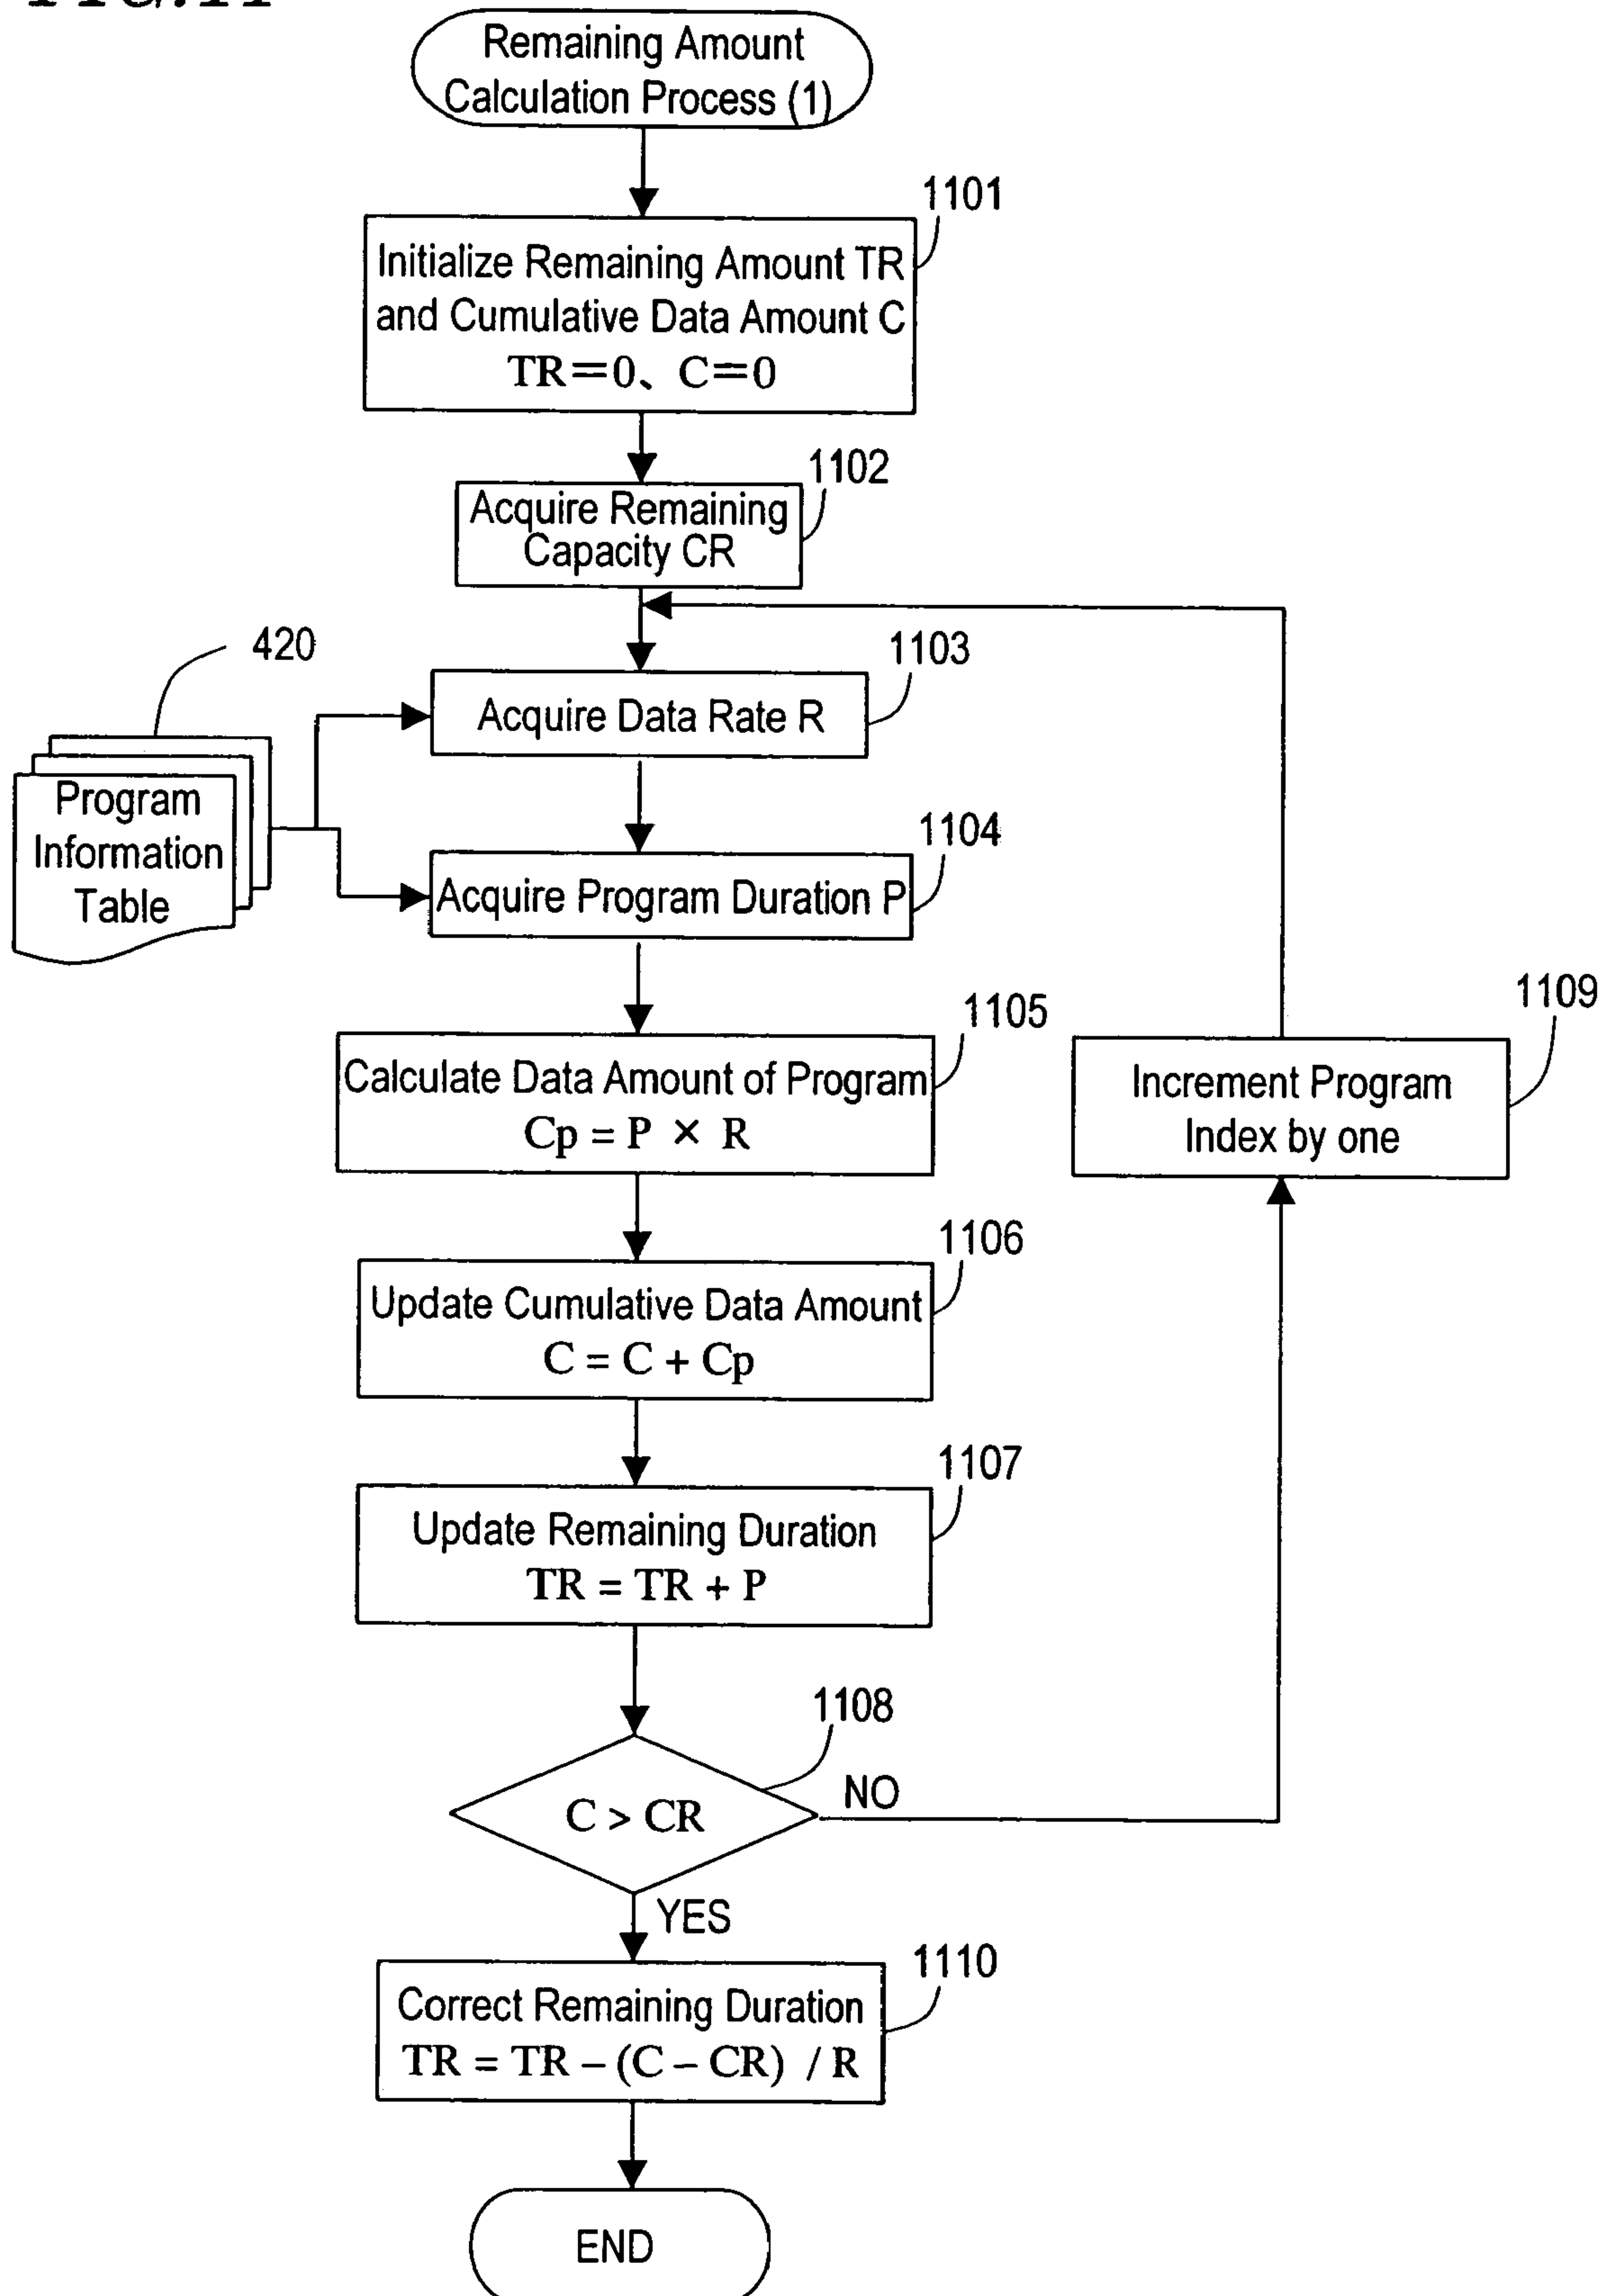 Remaining Amount
Calculation Process (1)
1101
Initialize Remaining Amount TR
and Cumulative Data Amount C
TR=0、 C=0
1102
Acquire Remaining
Capacity CR
420
1103
Acquire Data Rate R
Program
Information
Table
1104
Acquire Program Duration P
1105
Calculate Data Amount of Program
Cp = P × R
1109
Increment Program
Index by one
1106
Update Cumulative Data Amount
C = C + Cp
1107
Update Remaining Duration
TR = TR + P
1108
C > CR
NO
YES
1110
Correct Remaining Duration
TR = TR – (C – CR) / R
END